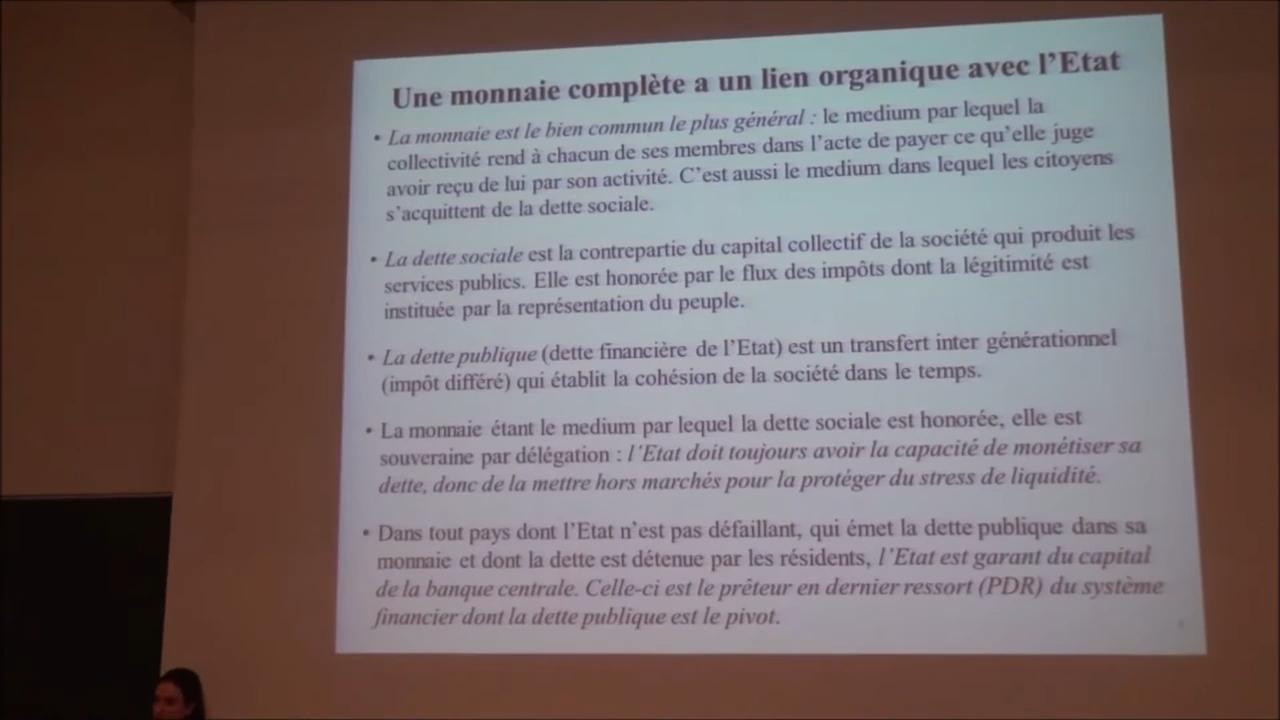 Une monnaie complète a un lien organique avec l'Etat
• La monnaie est le bien commun le plus général : le medium par lequel la
collectivité rend à chacun de ses membres dans l'acte de payer ce qu'elle juge
avoir reçu de lui par son activité. C'est aussi le medium dans lequel les citoyens
s'acquittent de la dette sociale.
• La dette sociale est la contrepartie du capital collectif de la société qui produit les
services publics. Elle est honorée par le flux des impôts dont la légitimité est
instituée par la représentation du peuple.
• La dette publique (dette financière de l'Etat) est un transfert inter générationnel
(impôt différé) qui établit la cohésion de la société dans le temps.
• La monnaie étant le medium par lequel la dette sociale est honorée, elle est
souveraine par délégation : l'Etat doit toujours avoir la capacité de monétiser sa
dette, donc de la mettre hors marchés pour la protéger du stress de liquidité.
• Dans tout pays dont l'Etat n'est pas défaillant, qui émet la dette publique dans sa
monnaie et dont la dette est détenue par les résidents, l'Etat est garant du capital
de la banque centrale. Celle-ci est le prêteur en dernier ressort (PDR) du système
financier dont la dette publique est le pivot.